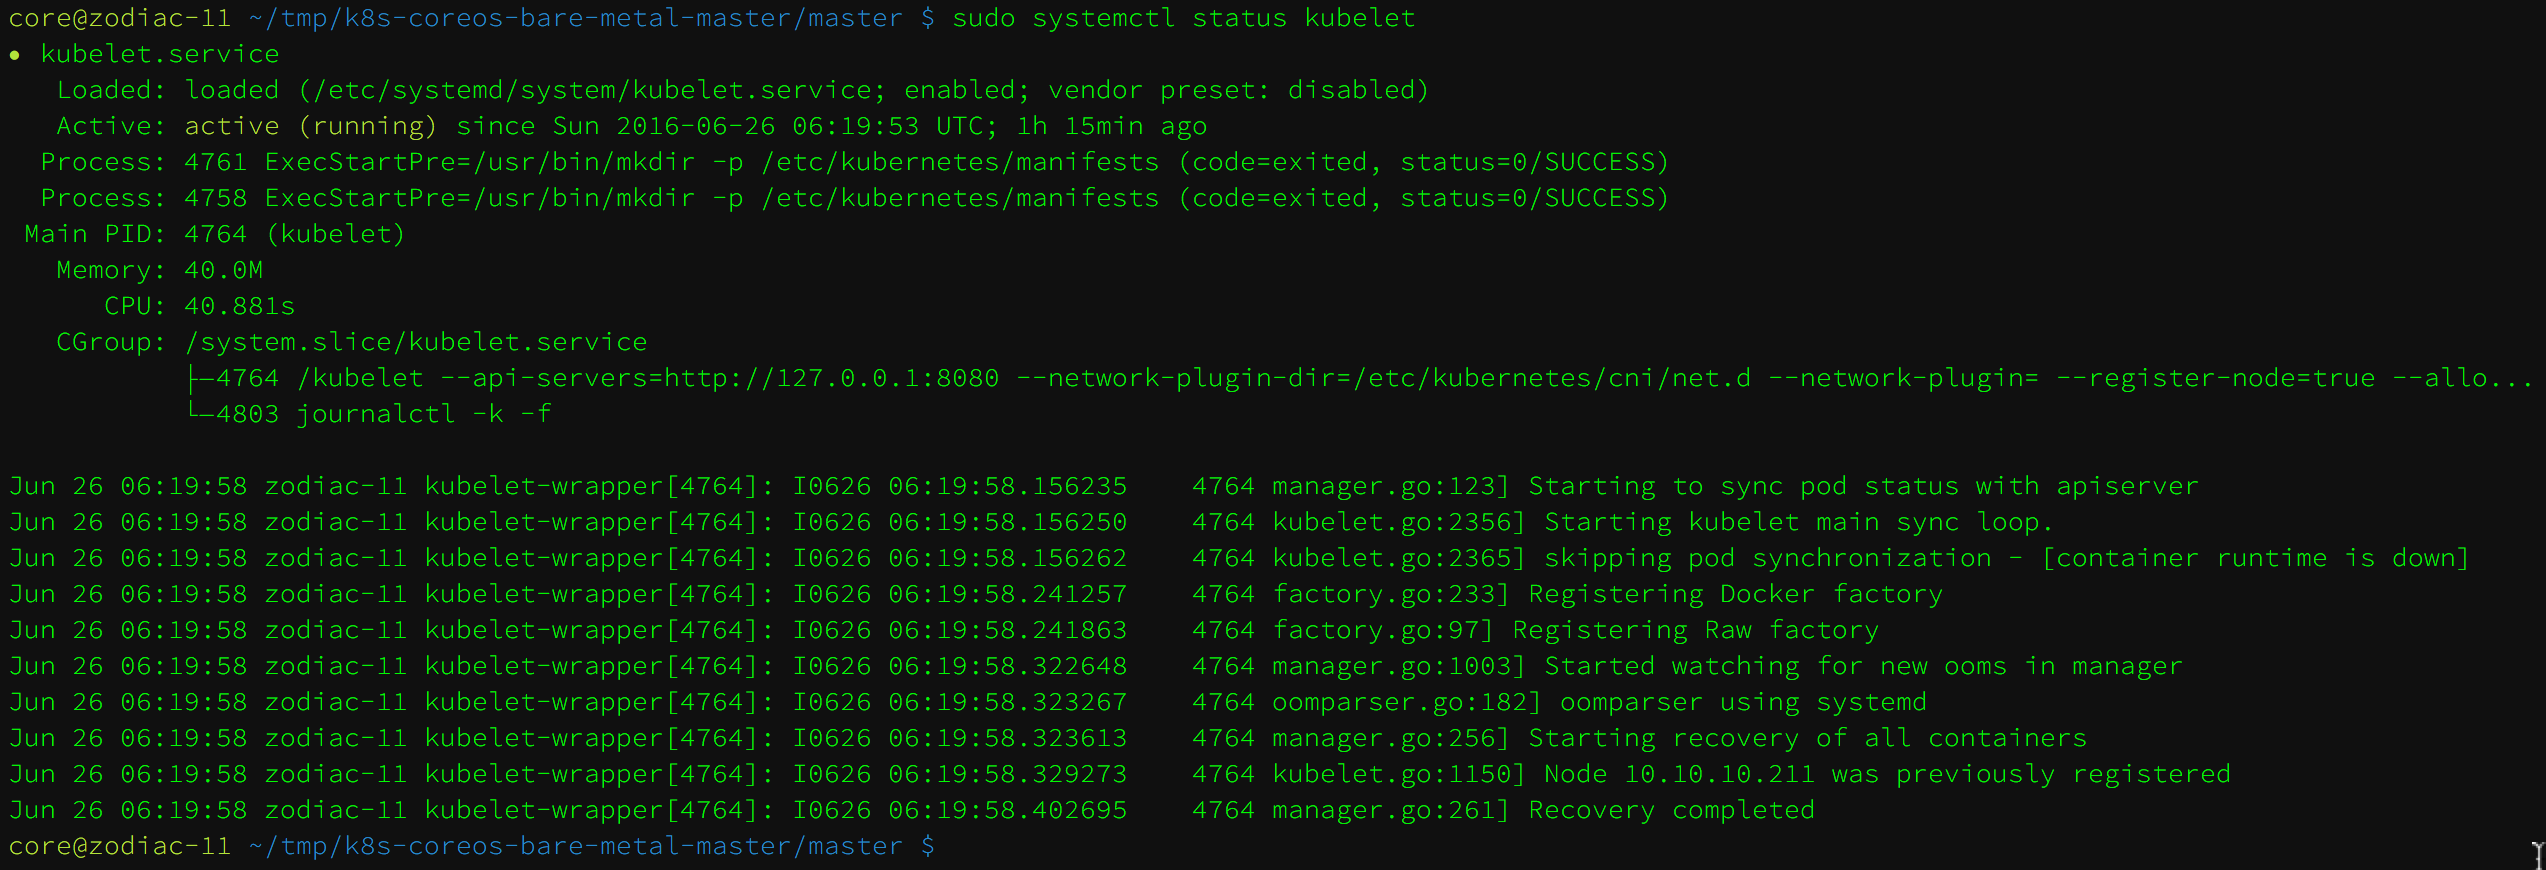 core@zodiac-11 ~/tmp/k8s-coreos-bare-metal-master/master $ sudo systemctl status kubelet
● kubelet.service
   Loaded: loaded (/etc/systemd/system/kubelet.service; enabled; vendor preset: disabled)
   Active: active (running) since Sun 2016-06-26 06:19:53 UTC; 1h 15min ago
  Process: 4761 ExecStartPre=/usr/bin/mkdir -p /etc/kubernetes/manifests (code=exited, status=0/SUCCESS)
  Process: 4758 ExecStartPre=/usr/bin/mkdir -p /etc/kubernetes/manifests (code=exited, status=0/SUCCESS)
 Main PID: 4764 (kubelet)
   Memory: 40.0M
      CPU: 40.881s
   CGroup: /system.slice/kubelet.service
           ├─4764 /kubelet --api-servers=http://127.0.0.1:8080 --network-plugin-dir=/etc/kubernetes/cni/net.d --network-plugin= --register-node=true --allo...
           └─4803 journalctl -k -f

Jun 26 06:19:58 zodiac-11 kubelet-wrapper[4764]: I0626 06:19:58.156235    4764 manager.go:123] Starting to sync pod status with apiserver
Jun 26 06:19:58 zodiac-11 kubelet-wrapper[4764]: I0626 06:19:58.156250    4764 kubelet.go:2356] Starting kubelet main sync loop.
Jun 26 06:19:58 zodiac-11 kubelet-wrapper[4764]: I0626 06:19:58.156262    4764 kubelet.go:2365] skipping pod synchronization - [container runtime is down]
Jun 26 06:19:58 zodiac-11 kubelet-wrapper[4764]: I0626 06:19:58.241257    4764 factory.go:233] Registering Docker factory
Jun 26 06:19:58 zodiac-11 kubelet-wrapper[4764]: I0626 06:19:58.241863    4764 factory.go:97] Registering Raw factory
Jun 26 06:19:58 zodiac-11 kubelet-wrapper[4764]: I0626 06:19:58.322648    4764 manager.go:1003] Started watching for new ooms in manager
Jun 26 06:19:58 zodiac-11 kubelet-wrapper[4764]: I0626 06:19:58.323267    4764 oomparser.go:182] oomparser using systemd
Jun 26 06:19:58 zodiac-11 kubelet-wrapper[4764]: I0626 06:19:58.323613    4764 manager.go:256] Starting recovery of all containers
Jun 26 06:19:58 zodiac-11 kubelet-wrapper[4764]: I0626 06:19:58.329273    4764 kubelet.go:1150] Node 10.10.10.211 was previously registered
Jun 26 06:19:58 zodiac-11 kubelet-wrapper[4764]: I0626 06:19:58.402695    4764 manager.go:261] Recovery completed
core@zodiac-11 ~/tmp/k8s-coreos-bare-metal-master/master $